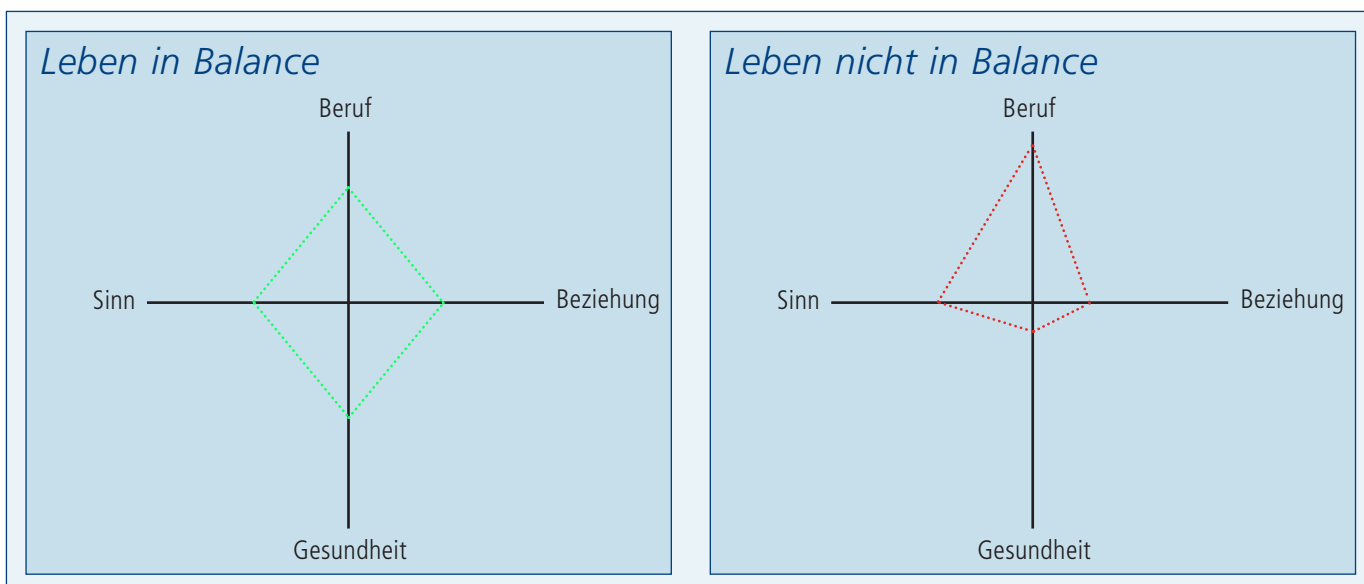 Leben in Balance
Beruf
Sinn
Beziehung
Gesundheit
Leben nicht in Balance
Beruf
Sinn
Beziehung
Gesundheit